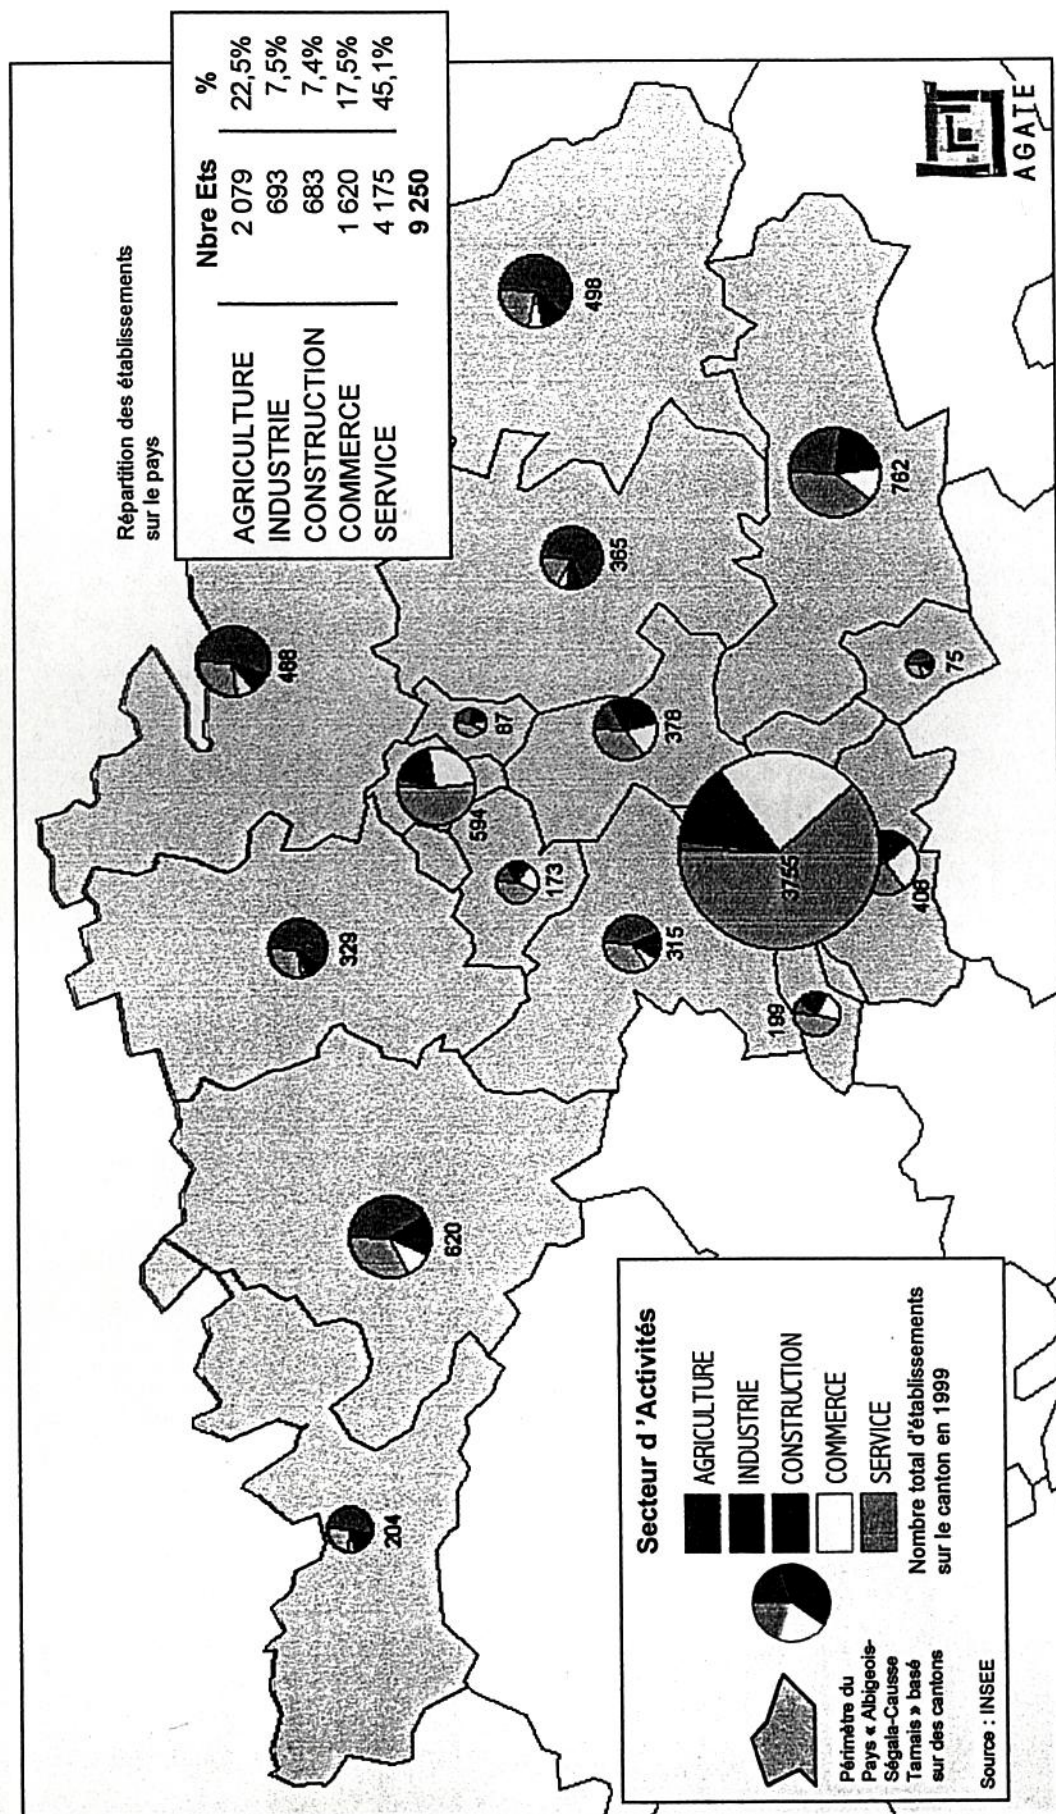 Répartition des établissements
sur le pays
Nbre Ets %
AGRICULTURE 2 079 22,5%
INDUSTRIE 693 7,5%
CONSTRUCTION 683 7,4%
COMMERCE 1 620 17,5%
SERVICE 4 175 45,1%
9 250
488
329
620
204
87
594
173
365
498
378
315
3755
199
406
762
75
Secteur d 'Activités
AGRICULTURE
INDUSTRIE
CONSTRUCTION
COMMERCE
SERVICE
Nombre total d'établissements
sur le canton en 1999
Périmètre du
Pays « Albigeois-
Ségala-Causse
Tarnais » basé
sur des cantons
Source : INSEE
AGATE